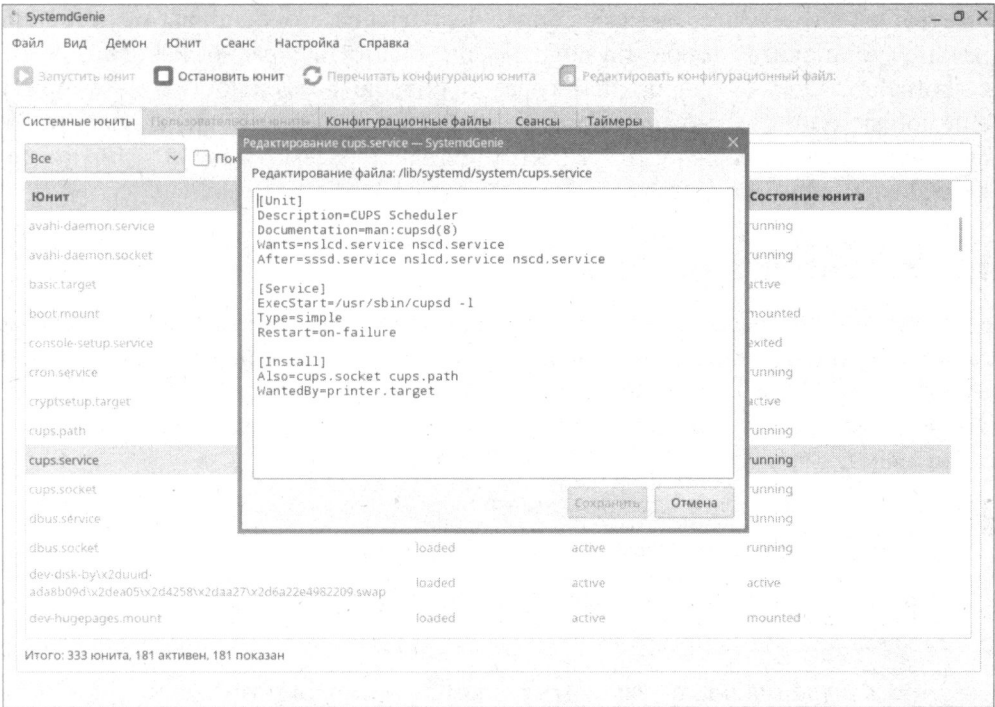 SystemdGenie
Файл Вид Демон Юнит Сеанс Настройка Справка
Запустить юнит Остановить юнит Перечитать конфигурацию юнита Редактировать конфигурационный файл:
Системные юниты Пользовательские юниты Конфигурационные файлы Сеансы Таймеры
Редактирование cups.service — SystemdGenie
Все Пок
Редактирование файла: /lib/systemd/system/cups.service
Юнит Состояние юнита
[Unit]
Description=CUPS Scheduler
Documentation=man:cupsd(8)
Wants=nslcd.service nscd.service
After=sssd.service nslcd.service nscd.service
[Service]
ExecStart=/usr/sbin/cupsd -l
Type=simple
Restart=on-failure
[Install]
Also=cups.socket cups.path
WantedBy=printer.target
Сохранить Отмена
avahi-daemon.service running
avahi-daemon.socket running
basic.target active
boot.mount mounted
console-setup.service exited
cron.service running
cryptsetup.target active
cups.path running
cups.service running
cups.socket running
dbus.service running
dbus.socket loaded active running
dev-disk-by\x2duuid-
ada8b09d\x2dea05\x2d4258\x2daa27\x2d6a22e4982209.swap loaded active active
dev-hugepages.mount loaded active mounted
Итого: 333 юнита, 181 активен, 181 показан